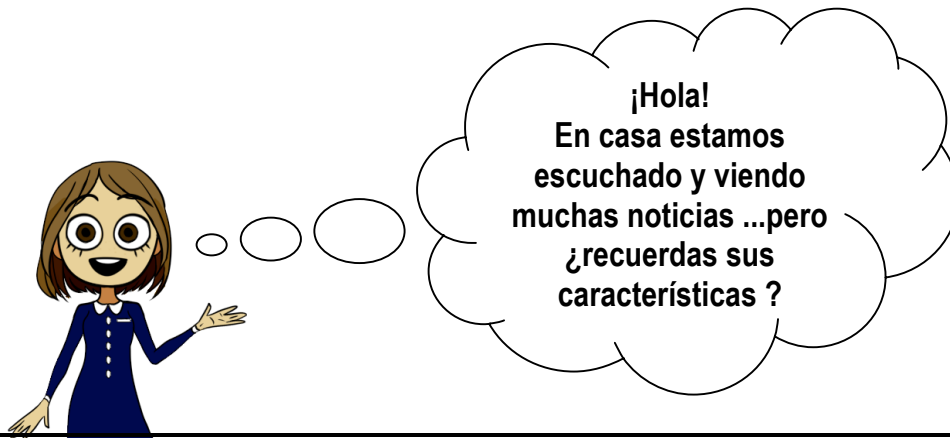 ¡Hola!
En casa estamos
escuchado y viendo
muchas noticias ...pero
¿recuerdas sus
características ?